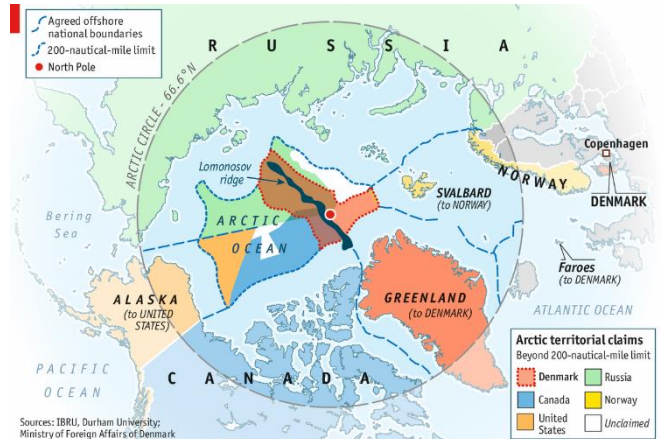 Agreed offshore
national boundaries
200-nautical-mile limit
North Pole
R U S S I A
ARCTIC CIRCLE - 66.6°N
Lomonosov
ridge
Copenhagen
NORWAY
DENMARK
SVALBARD
(to NORWAY)
Bering
Sea
ARCTIC
OCEAN
Faroes
(to DENMARK)
ALASKA
(to UNITED
STATES)
GREENLAND
(to DENMARK)
ATLANTIC OCEAN
PACIFIC
OCEAN
C A N A D A
Arctic territorial claims
Beyond 200-nautical-mile limit
Denmark
Russia
Canada
Norway
United
States
Unclaimed
Sources: IBRU, Durham University;
Ministry of Foreign Affairs of Denmark